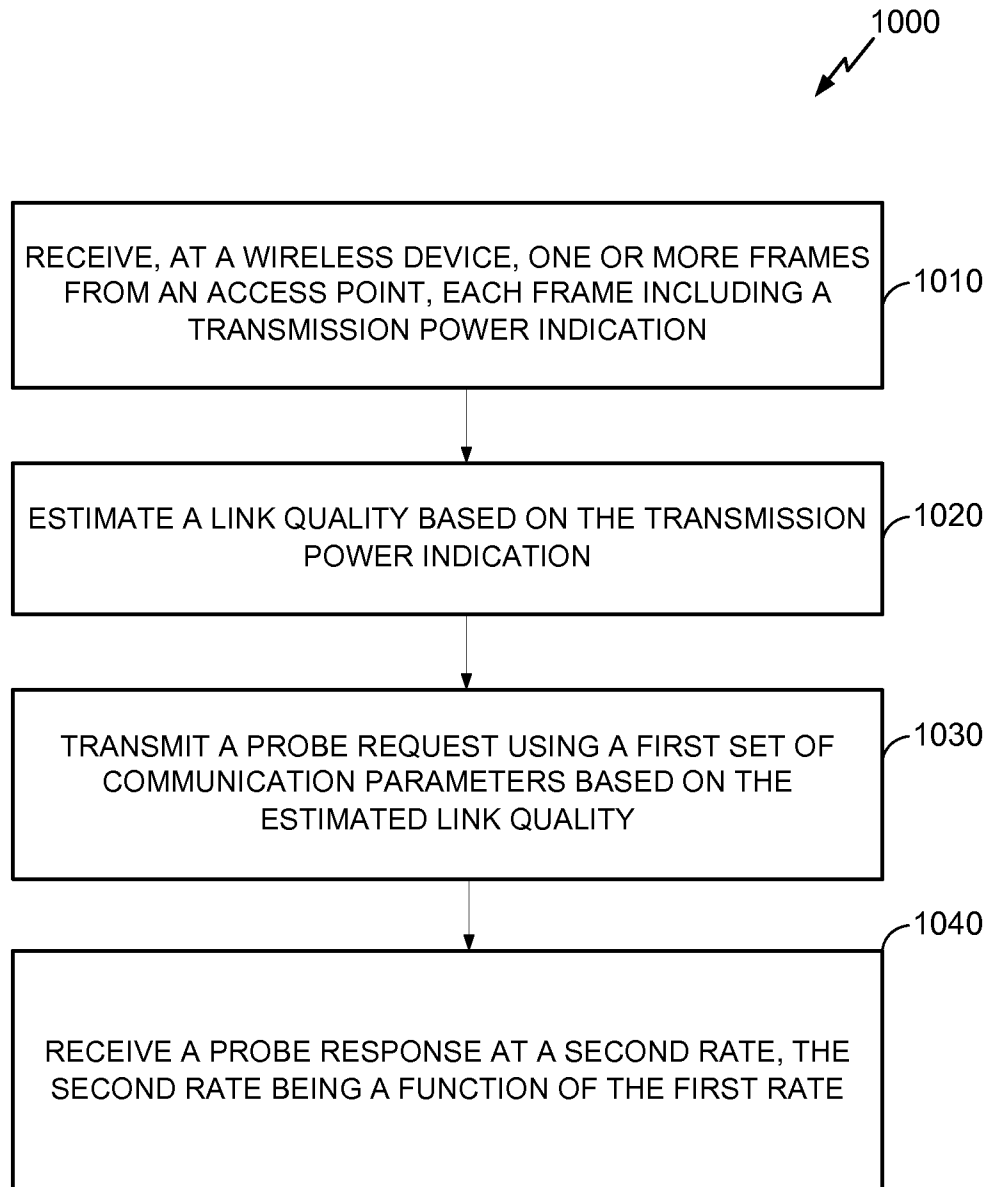 1000
RECEIVE, AT A WIRELESS DEVICE, ONE OR MORE FRAMES
FROM AN ACCESS POINT, EACH FRAME INCLUDING A
TRANSMISSION POWER INDICATION
1010
ESTIMATE A LINK QUALITY BASED ON THE TRANSMISSION
POWER INDICATION
1020
TRANSMIT A PROBE REQUEST USING A FIRST SET OF
COMMUNICATION PARAMETERS BASED ON THE
ESTIMATED LINK QUALITY
1030
1040
RECEIVE A PROBE RESPONSE AT A SECOND RATE, THE
SECOND RATE BEING A FUNCTION OF THE FIRST RATE